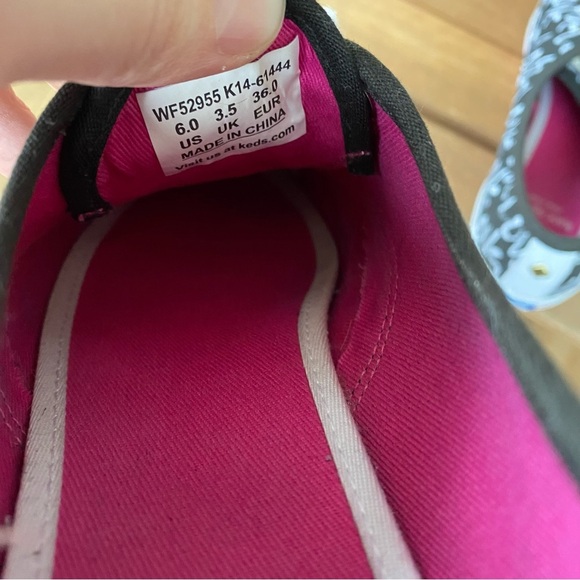 WF52955 K14-61444
6.0 3.5 36.0
US UK EUR
MADE IN CHINA
Visit us at keds.com